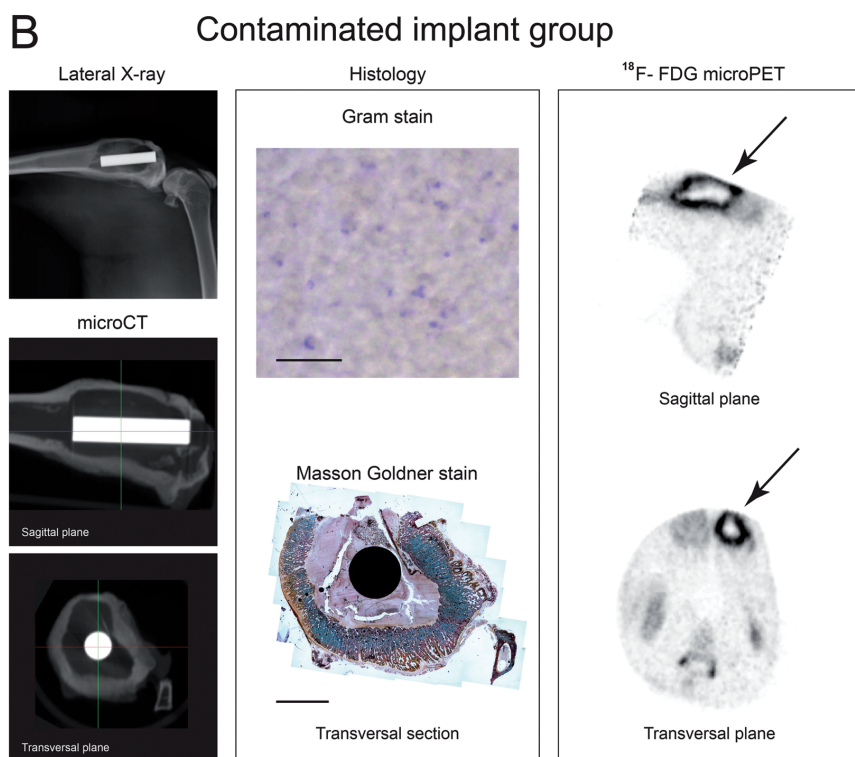 B
Contaminated implant group
Lateral X-ray
microCT
Sagittal plane
Transversal plane
Histology
Gram stain
Masson Goldner stain
Transversal section
¹⁸F- FDG microPET
Sagittal plane
Transversal plane